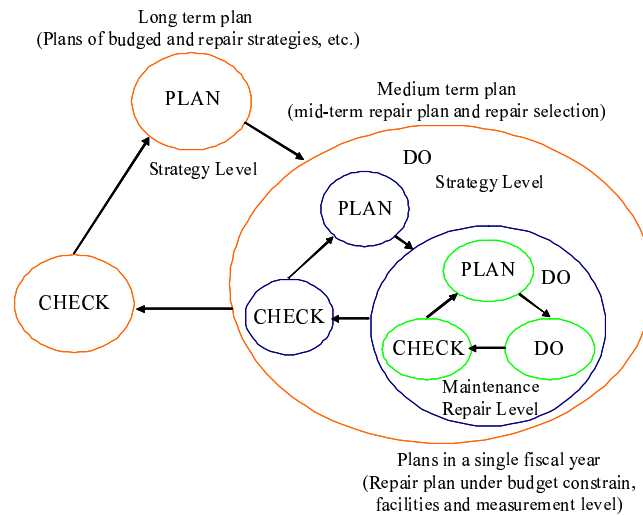 Long term plan
(Plans of budged and repair strategies, etc.)
PLAN
Strategy Level
CHECK
Medium term plan
(mid-term repair plan and repair selection)
DO
Strategy Level
PLAN
CHECK
PLAN
DO
CHECK
DO
Maintenance
Repair Level
Plans in a single fiscal year
(Repair plan under budget constrain,
facilities and measurement level)